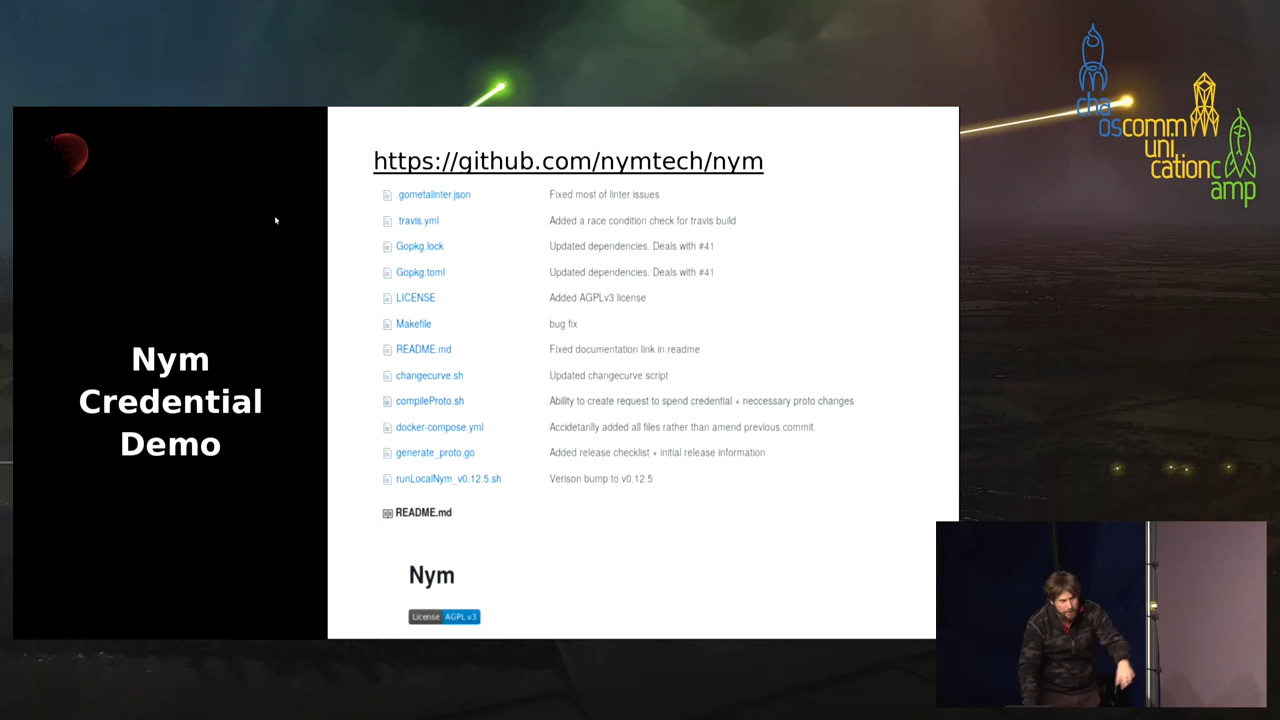 chaos communication camp
https://github.com/nymtech/nym
.gometalinter.json Fixed most of linter issues
.travis.yml Added a race condition check for travis build
Gopkg.lock Updated dependencies. Deals with #41
Gopkg.toml Updated dependencies. Deals with #41
LICENSE Added AGPLv3 license
Makefile bug fix
README.md Fixed documentation link in readme
changecurve.sh Updated changecurve script
compileProto.sh Ability to create request to spend credential + neccessary proto changes
docker-compose.yml Accidetanlly added all files rather than amend previous commit.
generate_proto.go Added release checklist + initial release information
runLocalNym_v0.12.5.sh Verison bump to v0.12.5
README.md
Nym
License AGPL v3
Nym
Credential
Demo